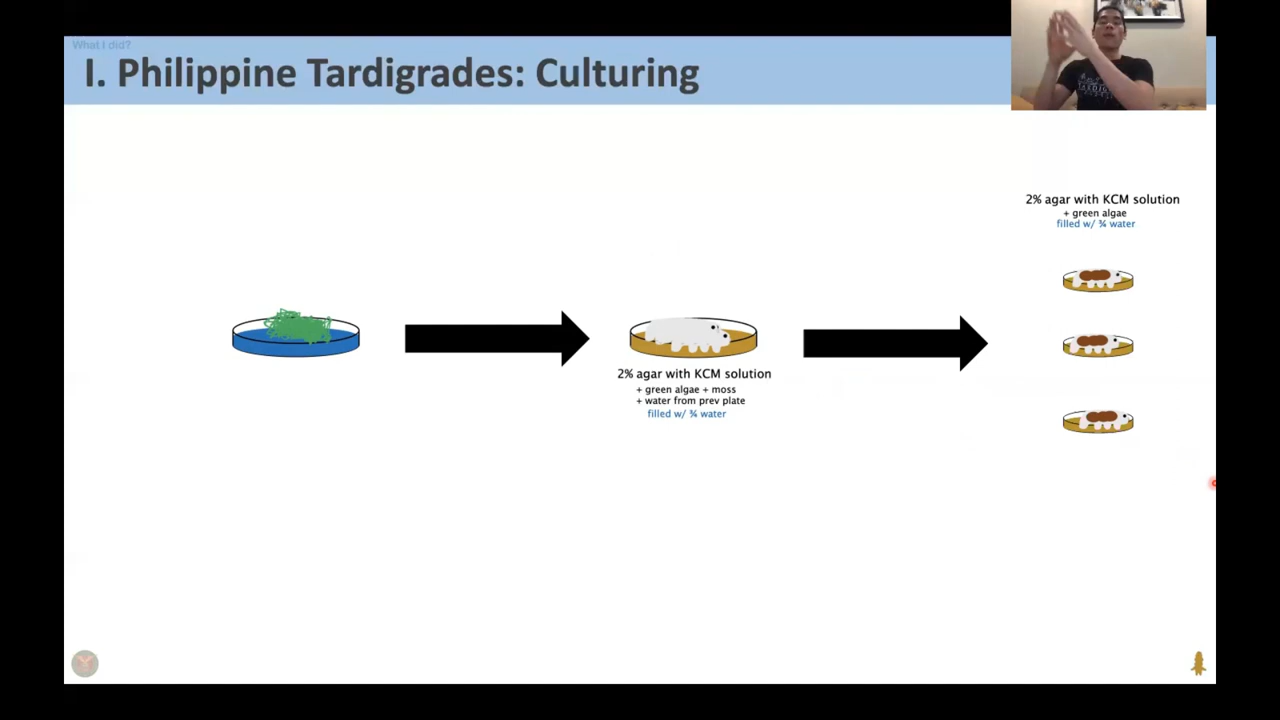 What I did?
I. Philippine Tardigrades: Culturing
2% agar with KCM solution
+ green algae
filled w/ ¾ water
2% agar with KCM solution
+ green algae + moss
+ water from prev plate
filled w/ ¾ water